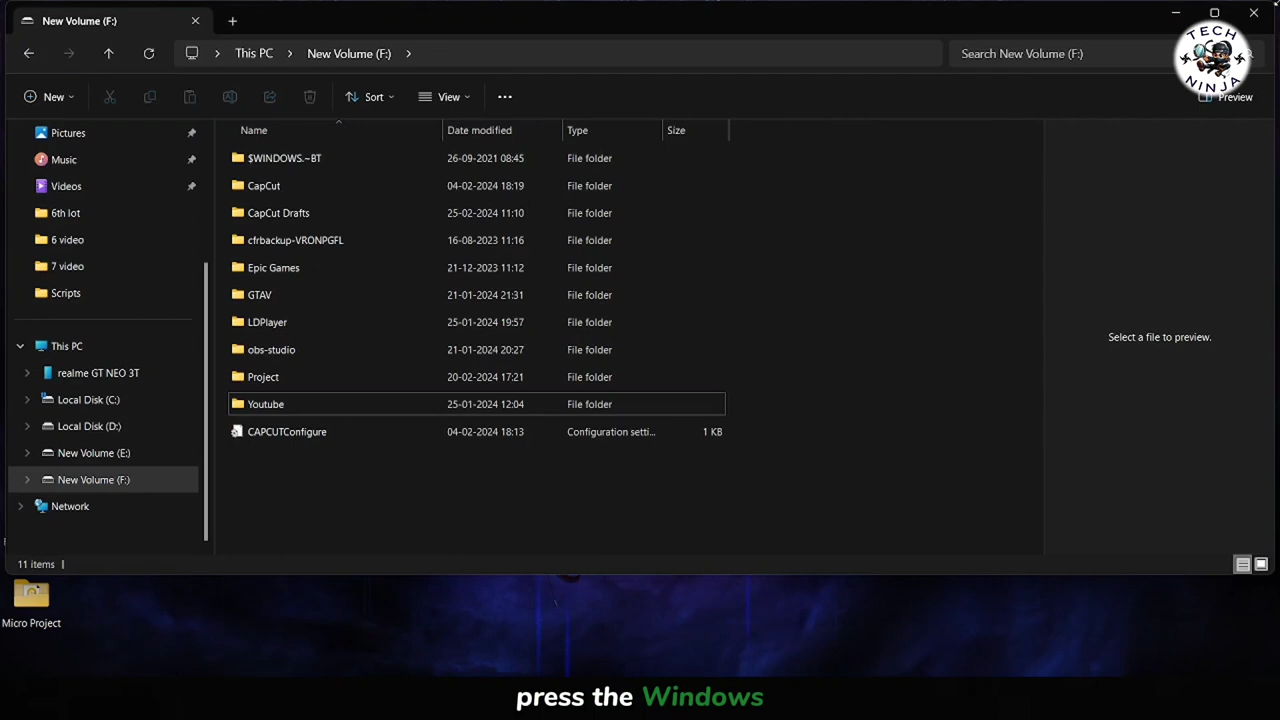 New Volume (F:)
This PC
New Volume (F:)
Search New Volume (F:)
TECH
NINJA
New
Sort
View
Preview
Pictures
Music
Videos
6th lot
6 video
7 video
Scripts
This PC
realme GT NEO 3T
Local Disk (C:)
Local Disk (D:)
New Volume (E:)
New Volume (F:)
Network
Name Date modified Type Size
$WINDOWS.~BT 26-09-2021 08:45 File folder
CapCut 04-02-2024 18:19 File folder
CapCut Drafts 25-02-2024 11:10 File folder
cfrbackup-VRONPGFL 16-08-2023 11:16 File folder
Epic Games 21-12-2023 11:12 File folder
GTAV 21-01-2024 21:31 File folder
LDPlayer 25-01-2024 19:57 File folder
obs-studio 21-01-2024 20:27 File folder
Project 20-02-2024 17:21 File folder
Youtube 25-01-2024 12:04 File folder
CAPCUTConfigure 04-02-2024 18:13 Configuration setti... 1 KB
Select a file to preview.
11 items
Micro Project
press the Windows